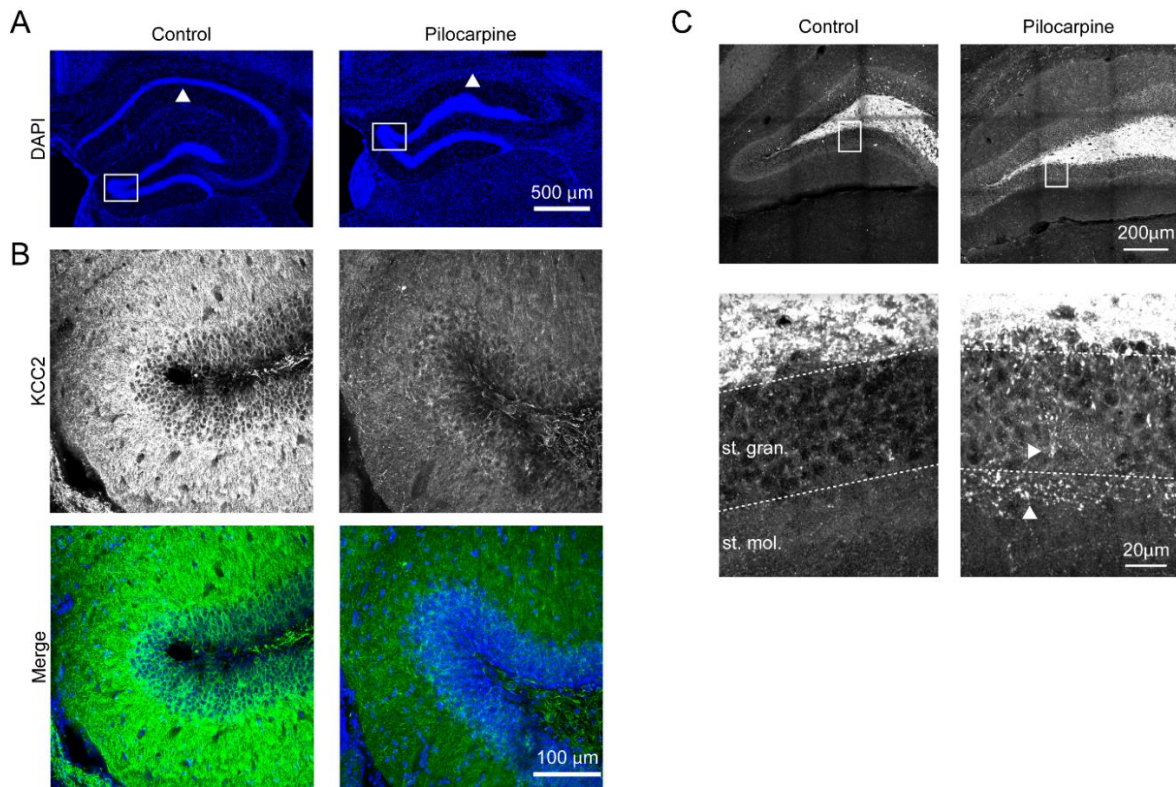 A
Control
Pilocarpine
DAPI
500 µm
B
KCC2
Merge
100 µm
C
Control
Pilocarpine
200µm
st. gran.
st. mol.
20µm